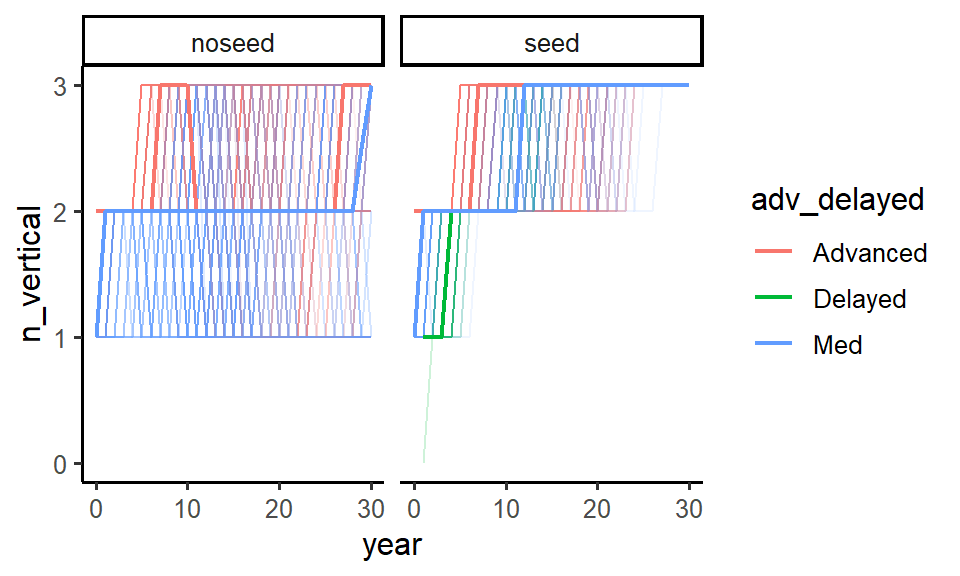 noseed
seed
n_vertical
3
2
1
0
0 10 20 30
0 10 20 30
year
adv_delayed
Advanced
Delayed
Med